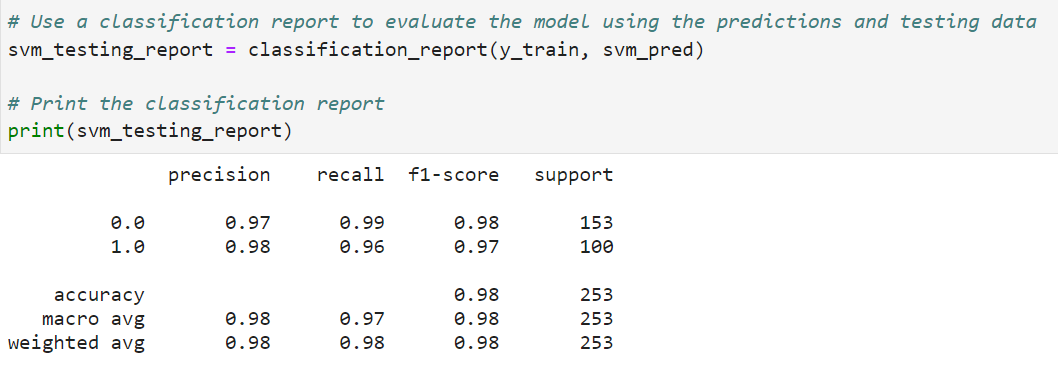 # Use a classification report to evaluate the model using the predictions and testing data
svm_testing_report = classification_report(y_train, svm_pred)
# Print the classification report
print(svm_testing_report)
precision recall f1-score support
0.0 0.97 0.99 0.98 153
1.0 0.98 0.96 0.97 100
accuracy 0.98 253
macro avg 0.98 0.97 0.98 253
weighted avg 0.98 0.98 0.98 253